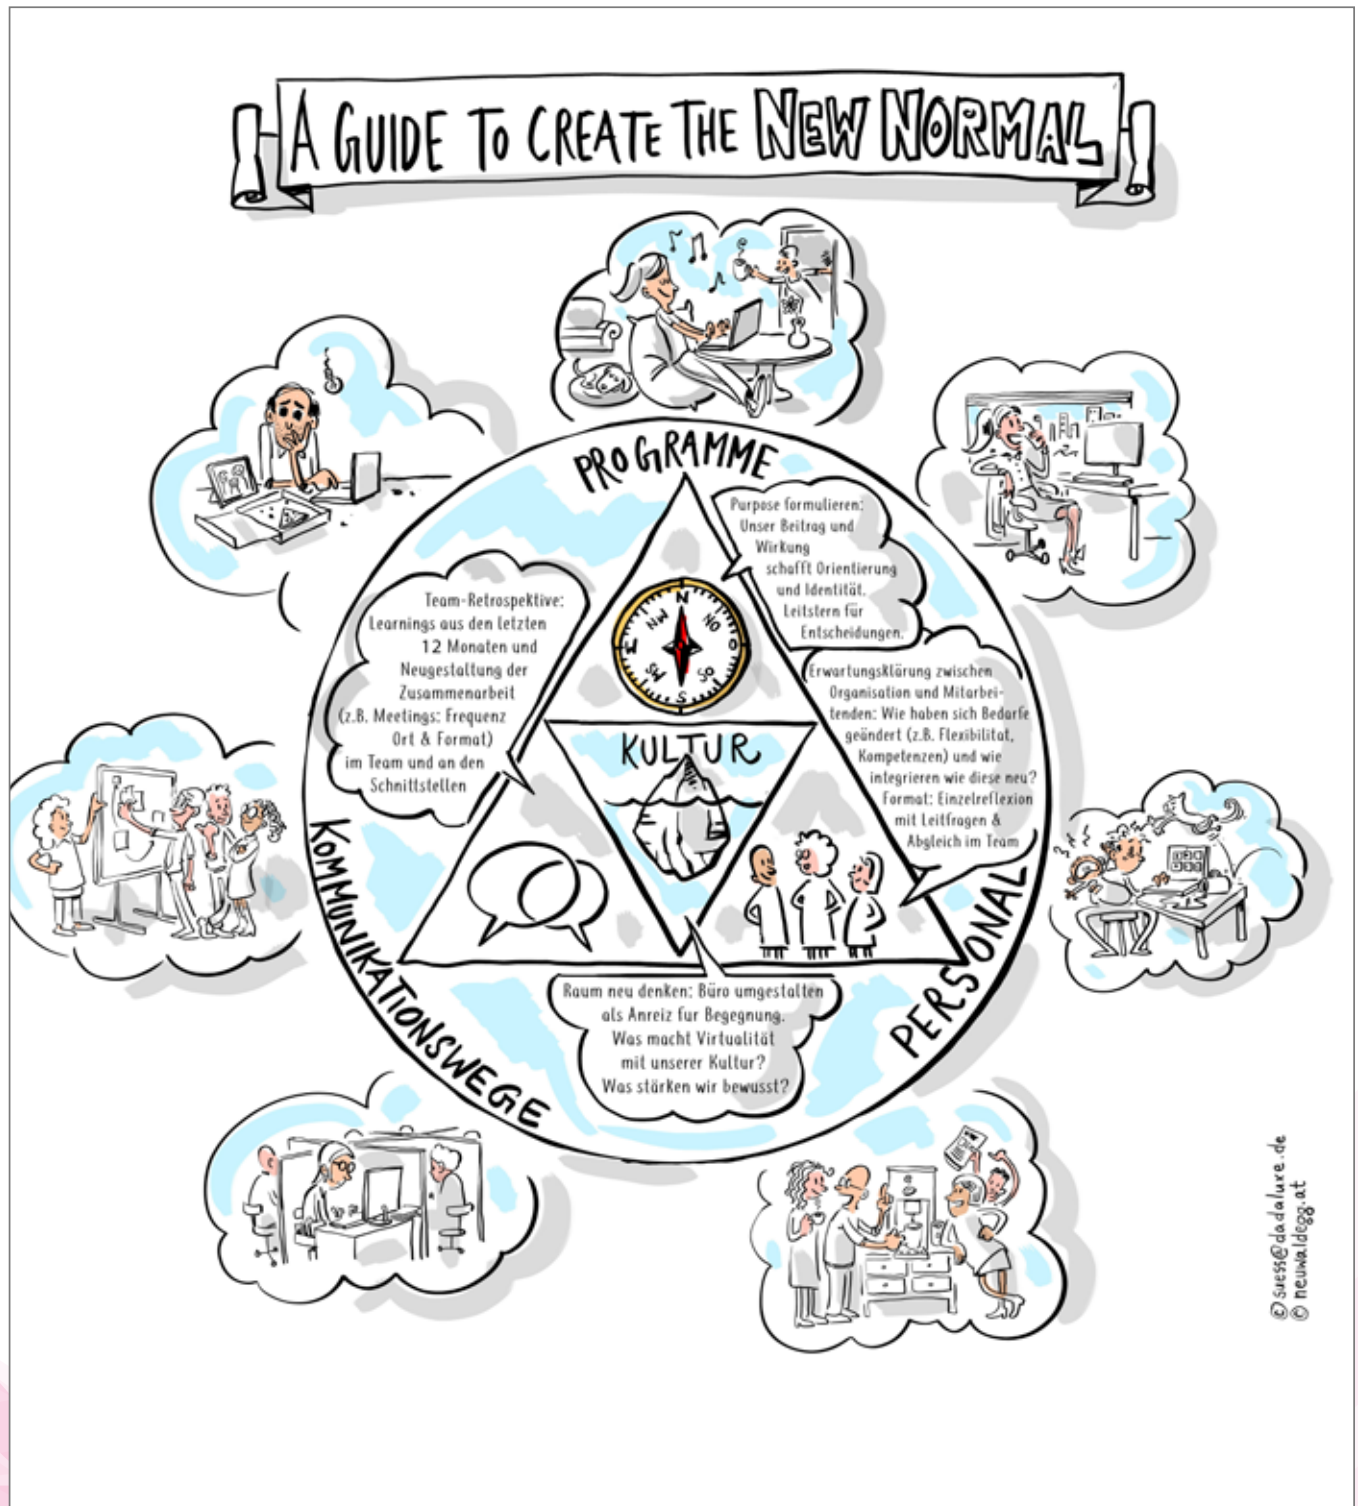 A GUIDE TO CREATE THE NEW NORMAL
PROGRAMME
Purpose formulieren:
Unser Beitrag und
Wirkung
schafft Orientierung
und Identität.
Leitstern für
Entscheidungen.
Team-Retrospektive:
Learnings aus den letzten
12 Monaten und
Neugestaltung der
Zusammenarbeit
(z.B. Meetings: Frequenz
Ort & Format)
im Team und an den
Schnittstellen
N
NW
NO
W
O
SW
SO
S
Erwartungsklärung zwischen
Organisation und Mitarbei-
tenden: Wie haben sich Bedarfe
geändert (z.B. Flexibilität,
Kompetenzen) und wie
integrieren wie diese neu?
Format: Einzelreflexion
mit Leitfragen &
Abgleich im Team
KULTUR
KOMMUNIKATIONSWEGE
PERSONAL
Raum neu denken: Büro umgestalten
als Anreiz fur Begegnung.
Was macht Virtualität
mit unserer Kultur?
Was stärken wir bewusst?
© suess@dadaluxe.de
© neuwaldegg.at